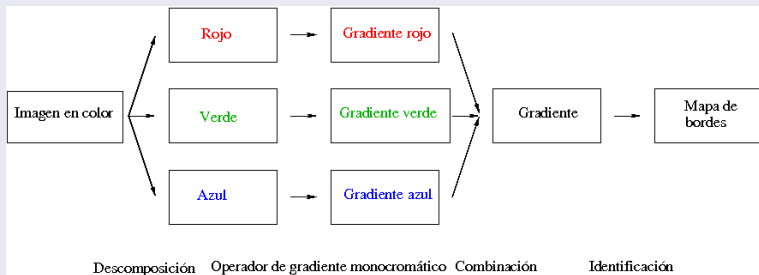 Rojo
Gradiente rojo
Imagen en color
Verde
Gradiente verde
Gradiente
Mapa de
bordes
Azul
Gradiente azul
Descomposición
Operador de gradiente monocromático
Combinación
Identificación